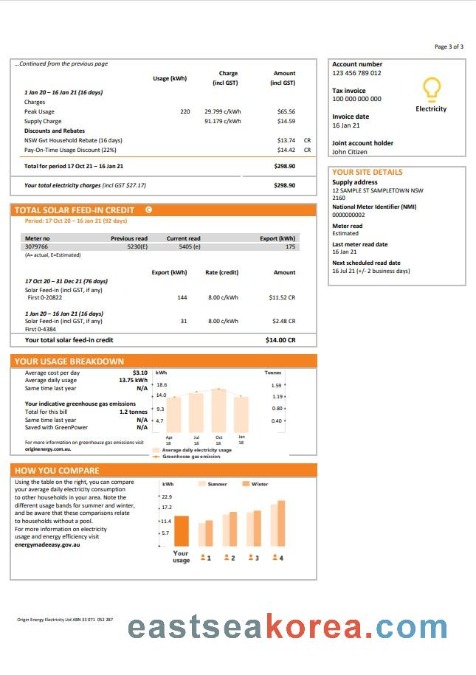 Page 3 of 3
...Continued from the previous page
Usage (kWh) Charge (incl GST) Amount (incl GST)
1 Jan 20 – 16 Jan 21 (16 days)
Charges
Peak Usage 220 29.799 c/kWh $65.56
Supply Charge 91.179 c/kWh $14.59
Discounts and Rebates
NSW Gvt Household Rebate (16 days) $13.74 CR
Pay-On-Time Usage Discount (22%) $14.42 CR
Total for period 17 Oct 21 – 16 Jan 21 $298.90
Your total electricity charges (incl GST $27.17) $298.90
TOTAL SOLAR FEED-IN CREDIT
Period: 17 Oct 20 – 16 Jan 21 (92 days)
Meter no Previous read Current read Export (kWh)
3079766 5230(E) 5405 (e) 175
(A= actual, E=Estimated)
Export (kWh) Rate (credit) Amount
17 Oct 20 – 31 Dec 21 (76 days)
Solar Feed-in (incl GST, if any)
First 0-20822 144 8.00 c/kWh $11.52 CR
1 Jan 20 – 16 Jan 21 (16 days)
Solar Feed-in (incl GST, if any) 31 8.00 c/kWh $2.48 CR
First 0-4384
Your total solar feed-in credit $14.00 CR
YOUR USAGE BREAKDOWN
Average cost per day $3.10
Average daily usage 13.75 kWh
Same time last year N/A
Your indicative greenhouse gas emissions
Total for this bill 1.2 tonnes
Same time last year N/A
Saved with GreenPower N/A
For more information on greenhouse gas emissions visit
originenergy.com.eu.
kWh Tonnes
18.6 1.59
14.0 1.19
9.3 0.80
4.7 0.40
Apr 18 Jul 18 Oct 18 Jan 18
Average daily electricity usage
Greenhouse gas emission
HOW YOU COMPARE
Using the table on the right, you can compare
your average daily electricity consumption
to other households in your area. Note the
different usage bands for summer and winter,
and be aware that these comparisons relate
to households without a pool.
For more information on electricity
usage and energy efficiency visit
energymadeeasy.gov.au
kWh Summer Winter
22.9
17.2
11.4
5.7
Your usage 1 2 3 4
Account number
123 456 789 012
Tax invoice
100 000 000 000
Electricity
Invoice date
16 Jan 21
Joint account holder
John Citizen
YOUR SITE DETAILS
Supply address
12 SAMPLE ST SAMPLETOWN NSW
2160
National Meter Identifier (NMI)
0000000002
Meter read
Estimated
Last meter read date
16 Jan 21
Next scheduled read date
16 Jul 21 (+/- 2 business days)
Origin Energy Electricity Ltd ABN 33 071 052 287
eastseakorea.com